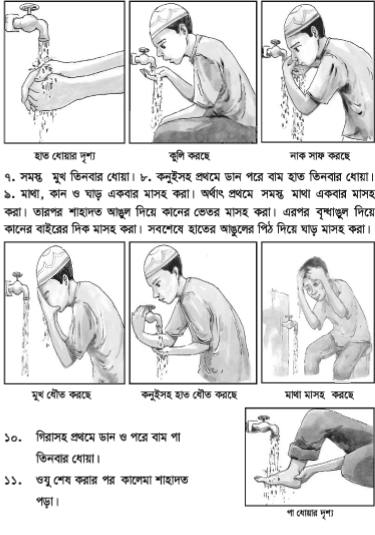 হাত ধোয়ার দৃশ্য
কুলি করছে
নাক সাফ করছে
৭. সমস্ত মুখ তিনবার ধোয়া। ৮. কনুইসহ প্রথমে ডান পরে বাম হাত তিনবার ধোয়া।
৯. মাথা, কান ও ঘাড় একবার মাসহ করা। অর্থাৎ প্রথমে সমস্ত মাথা একবার মাসহ
করা। তারপর শাহাদত আঙুল দিয়ে কানের ভেতর মাসহ করা। এরপর বৃদ্ধাঙুল দিয়ে
কানের বাইরের দিক মাসহ করা। সবশেষে হাতের আঙুলের পিঠ দিয়ে ঘাড় মাসহ করা।
মুখ ধৌত করছে
কনুইসহ হাত ধৌত করছে
মাথা মাসহ করছে
১০. গিরাসহ প্রথমে ডান ও পরে বাম পা
তিনবার ধোয়া।
১১. ওযু শেষ করার পর কালেমা শাহাদত
পড়া।
পা ধোয়ার দৃশ্য